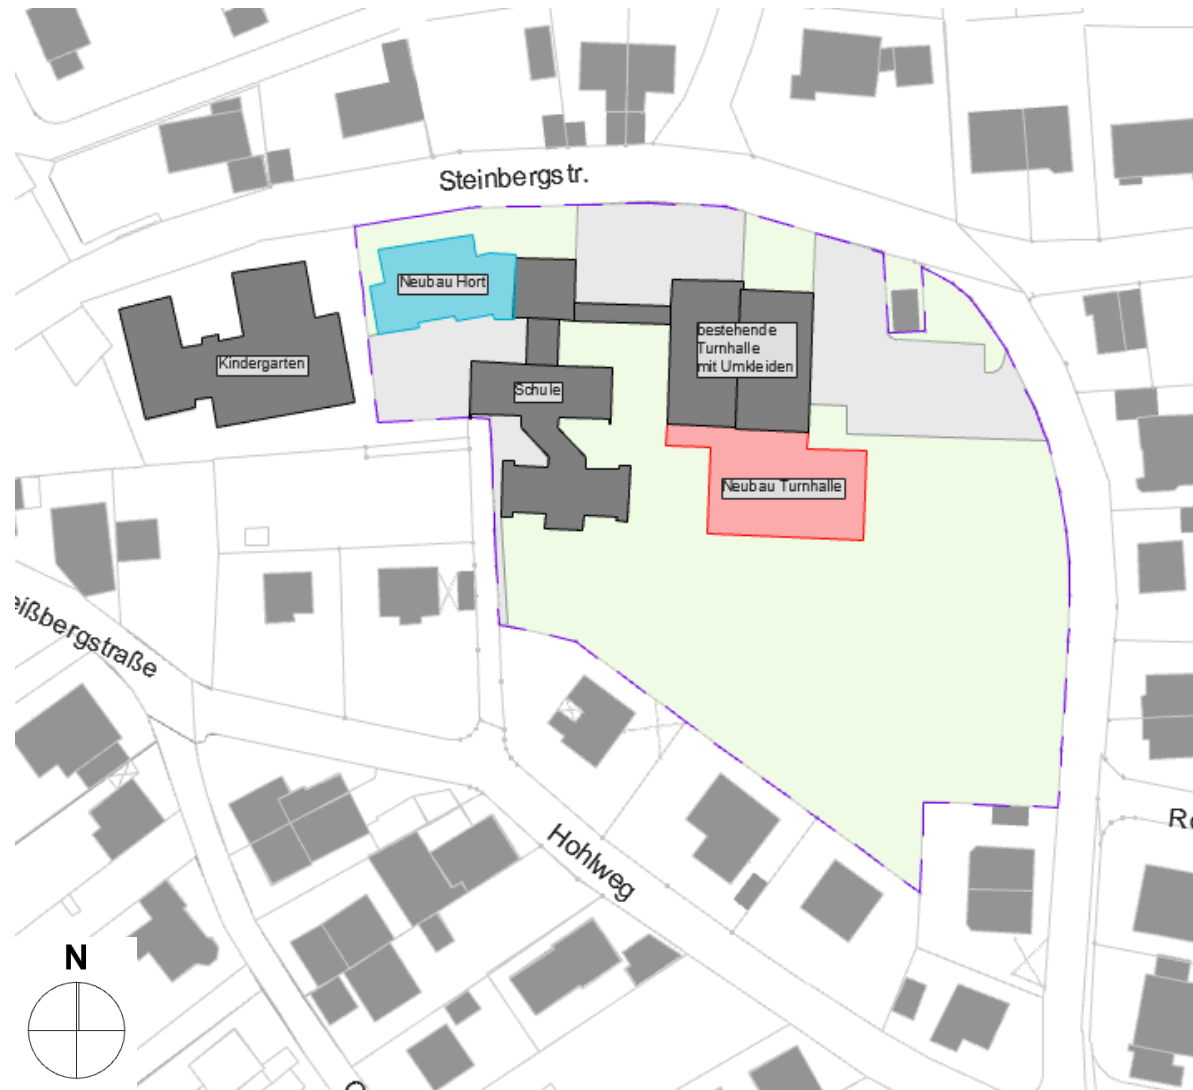 Steinbergstr.
Neubau Hort
bestehende
Turnhalle
mit Umkleiden
Kindergarten
Schule
Neubau Turnhalle
eißbergstraße
Hohlweg
N